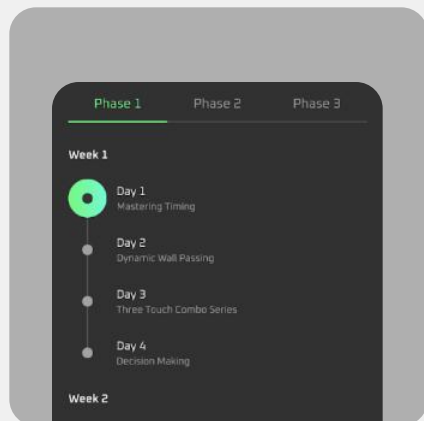 Phase 1 Phase 2 Phase 3
Week 1
Day 1
Mastering Timing
Day 2
Dynamic Wall Passing
Day 3
Three Touch Combo Series
Day 4
Decision Making
Week 2